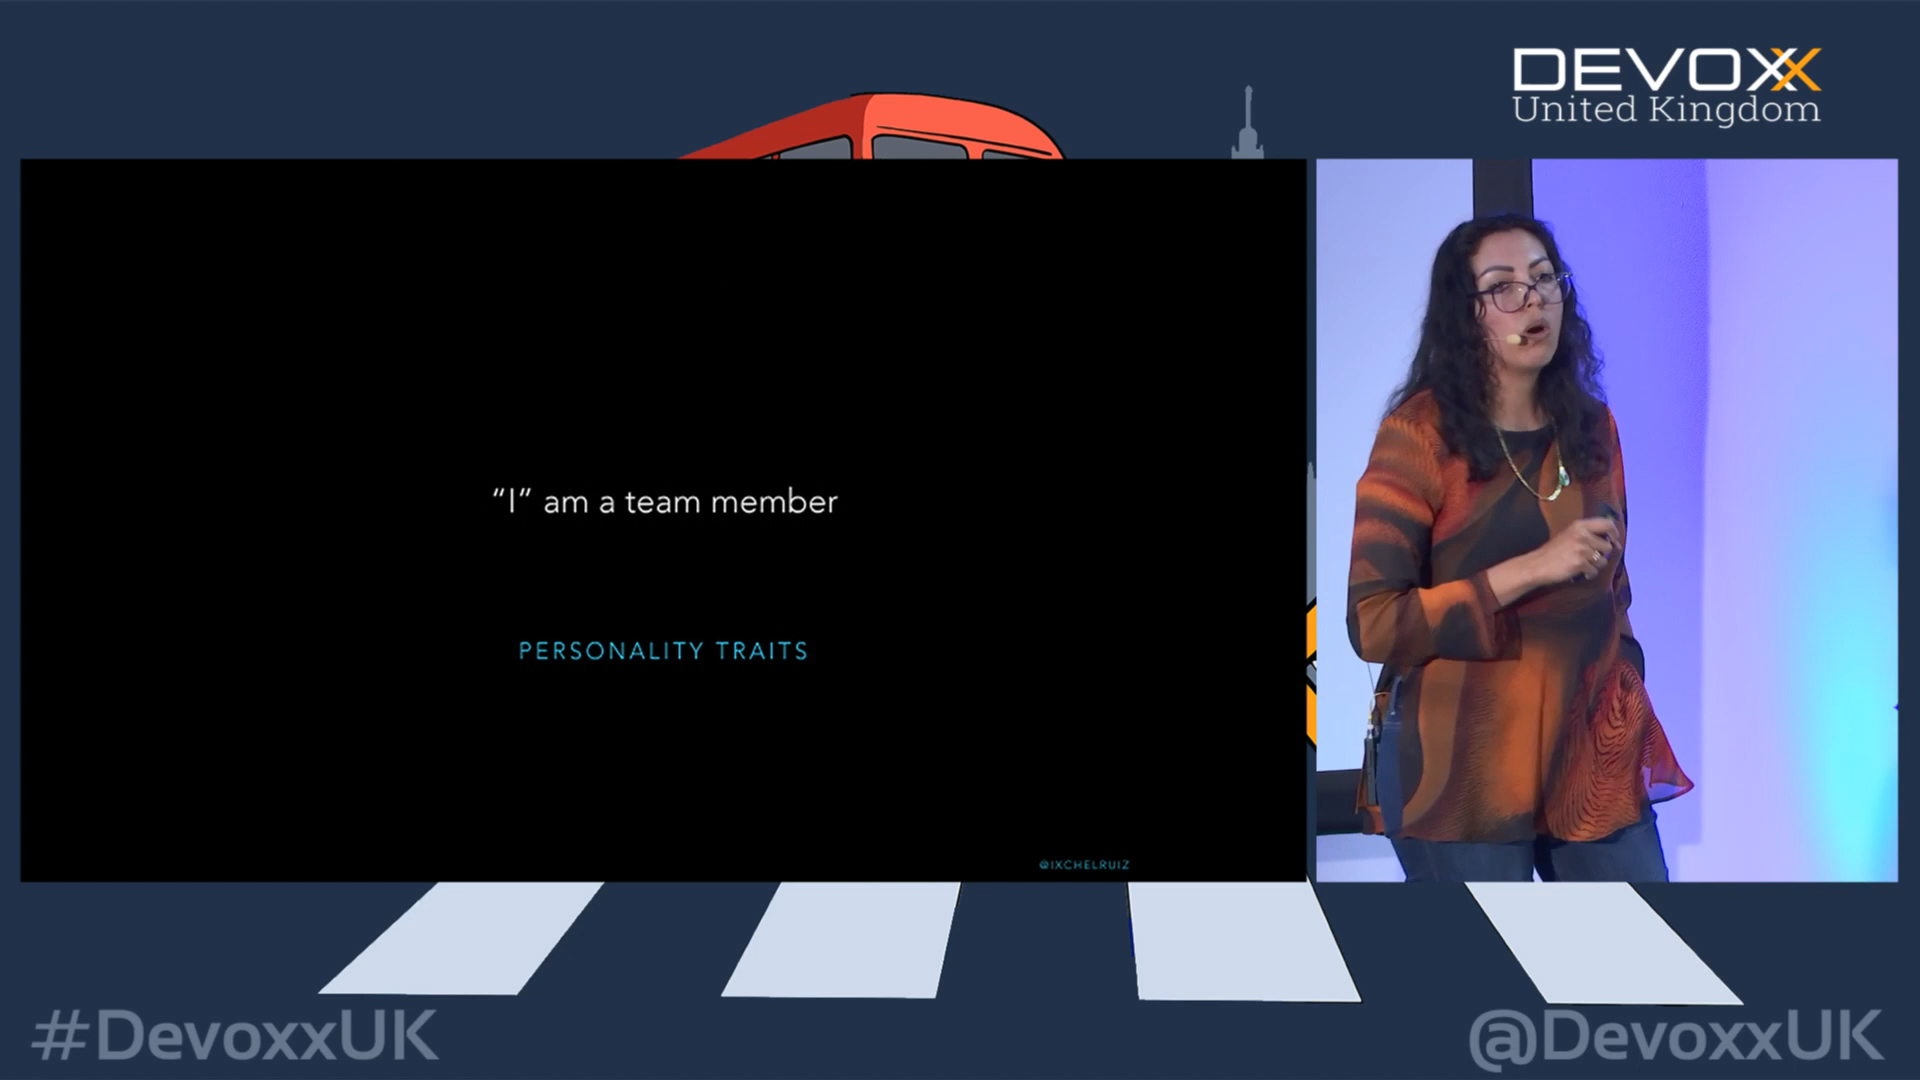 DEVOXX
United Kingdom
“I” am a team member
PERSONALITY TRAITS
@IXCHELRUIZ
#DevoxxUK
@DevoxxUK